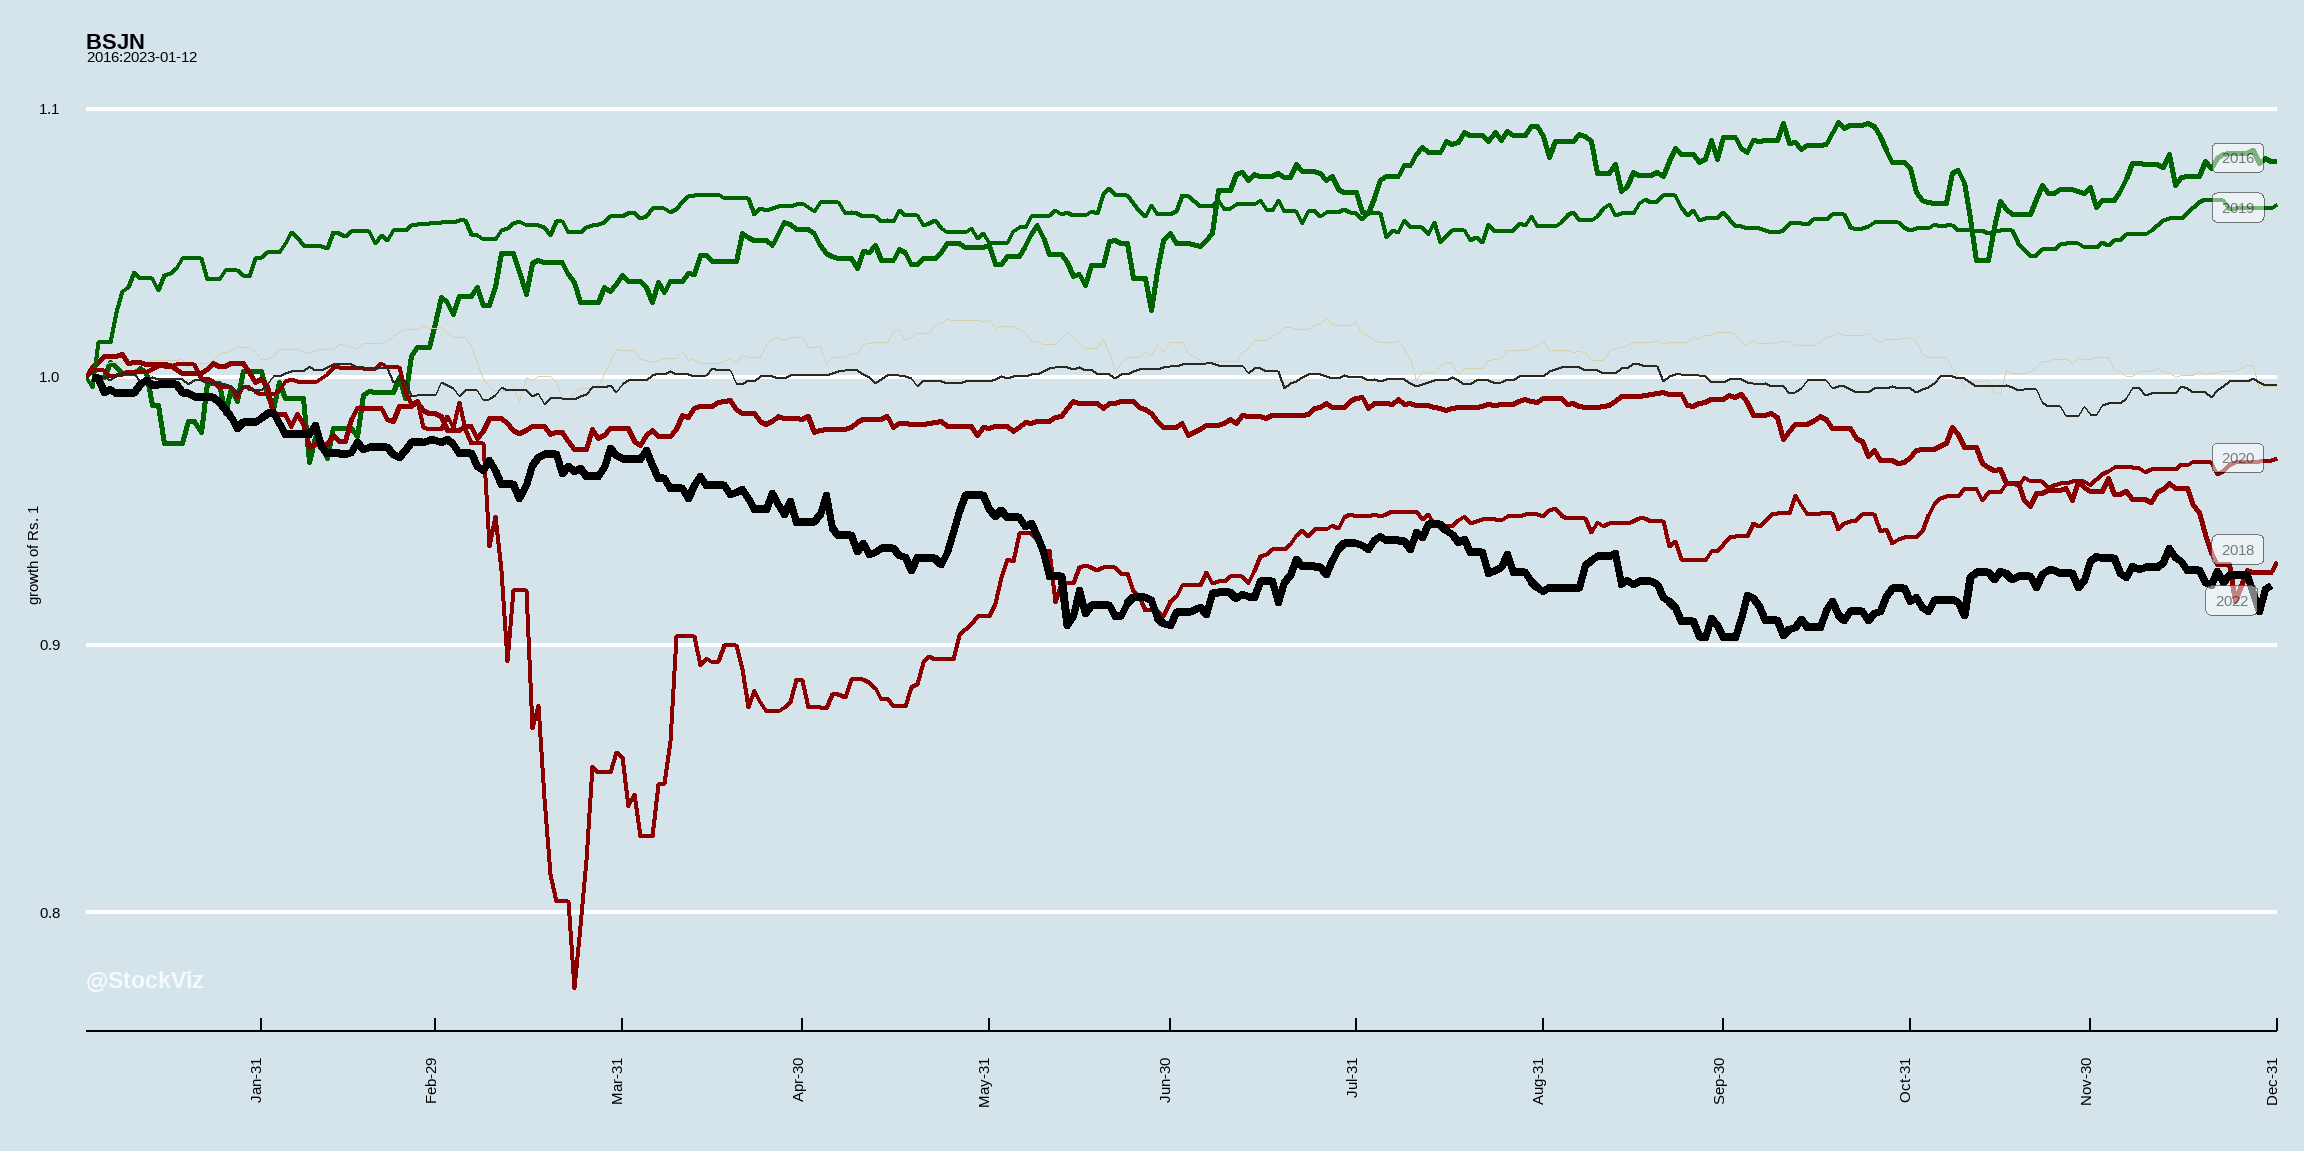 BSJN
2016:2023-01-12
1.1
1.0
0.9
0.8
growth of Rs. 1
2016
2019
2020
2018
2022
@StockViz
Jan-31
Feb-29
Mar-31
Apr-30
May-31
Jun-30
Jul-31
Aug-31
Sep-30
Oct-31
Nov-30
Dec-31